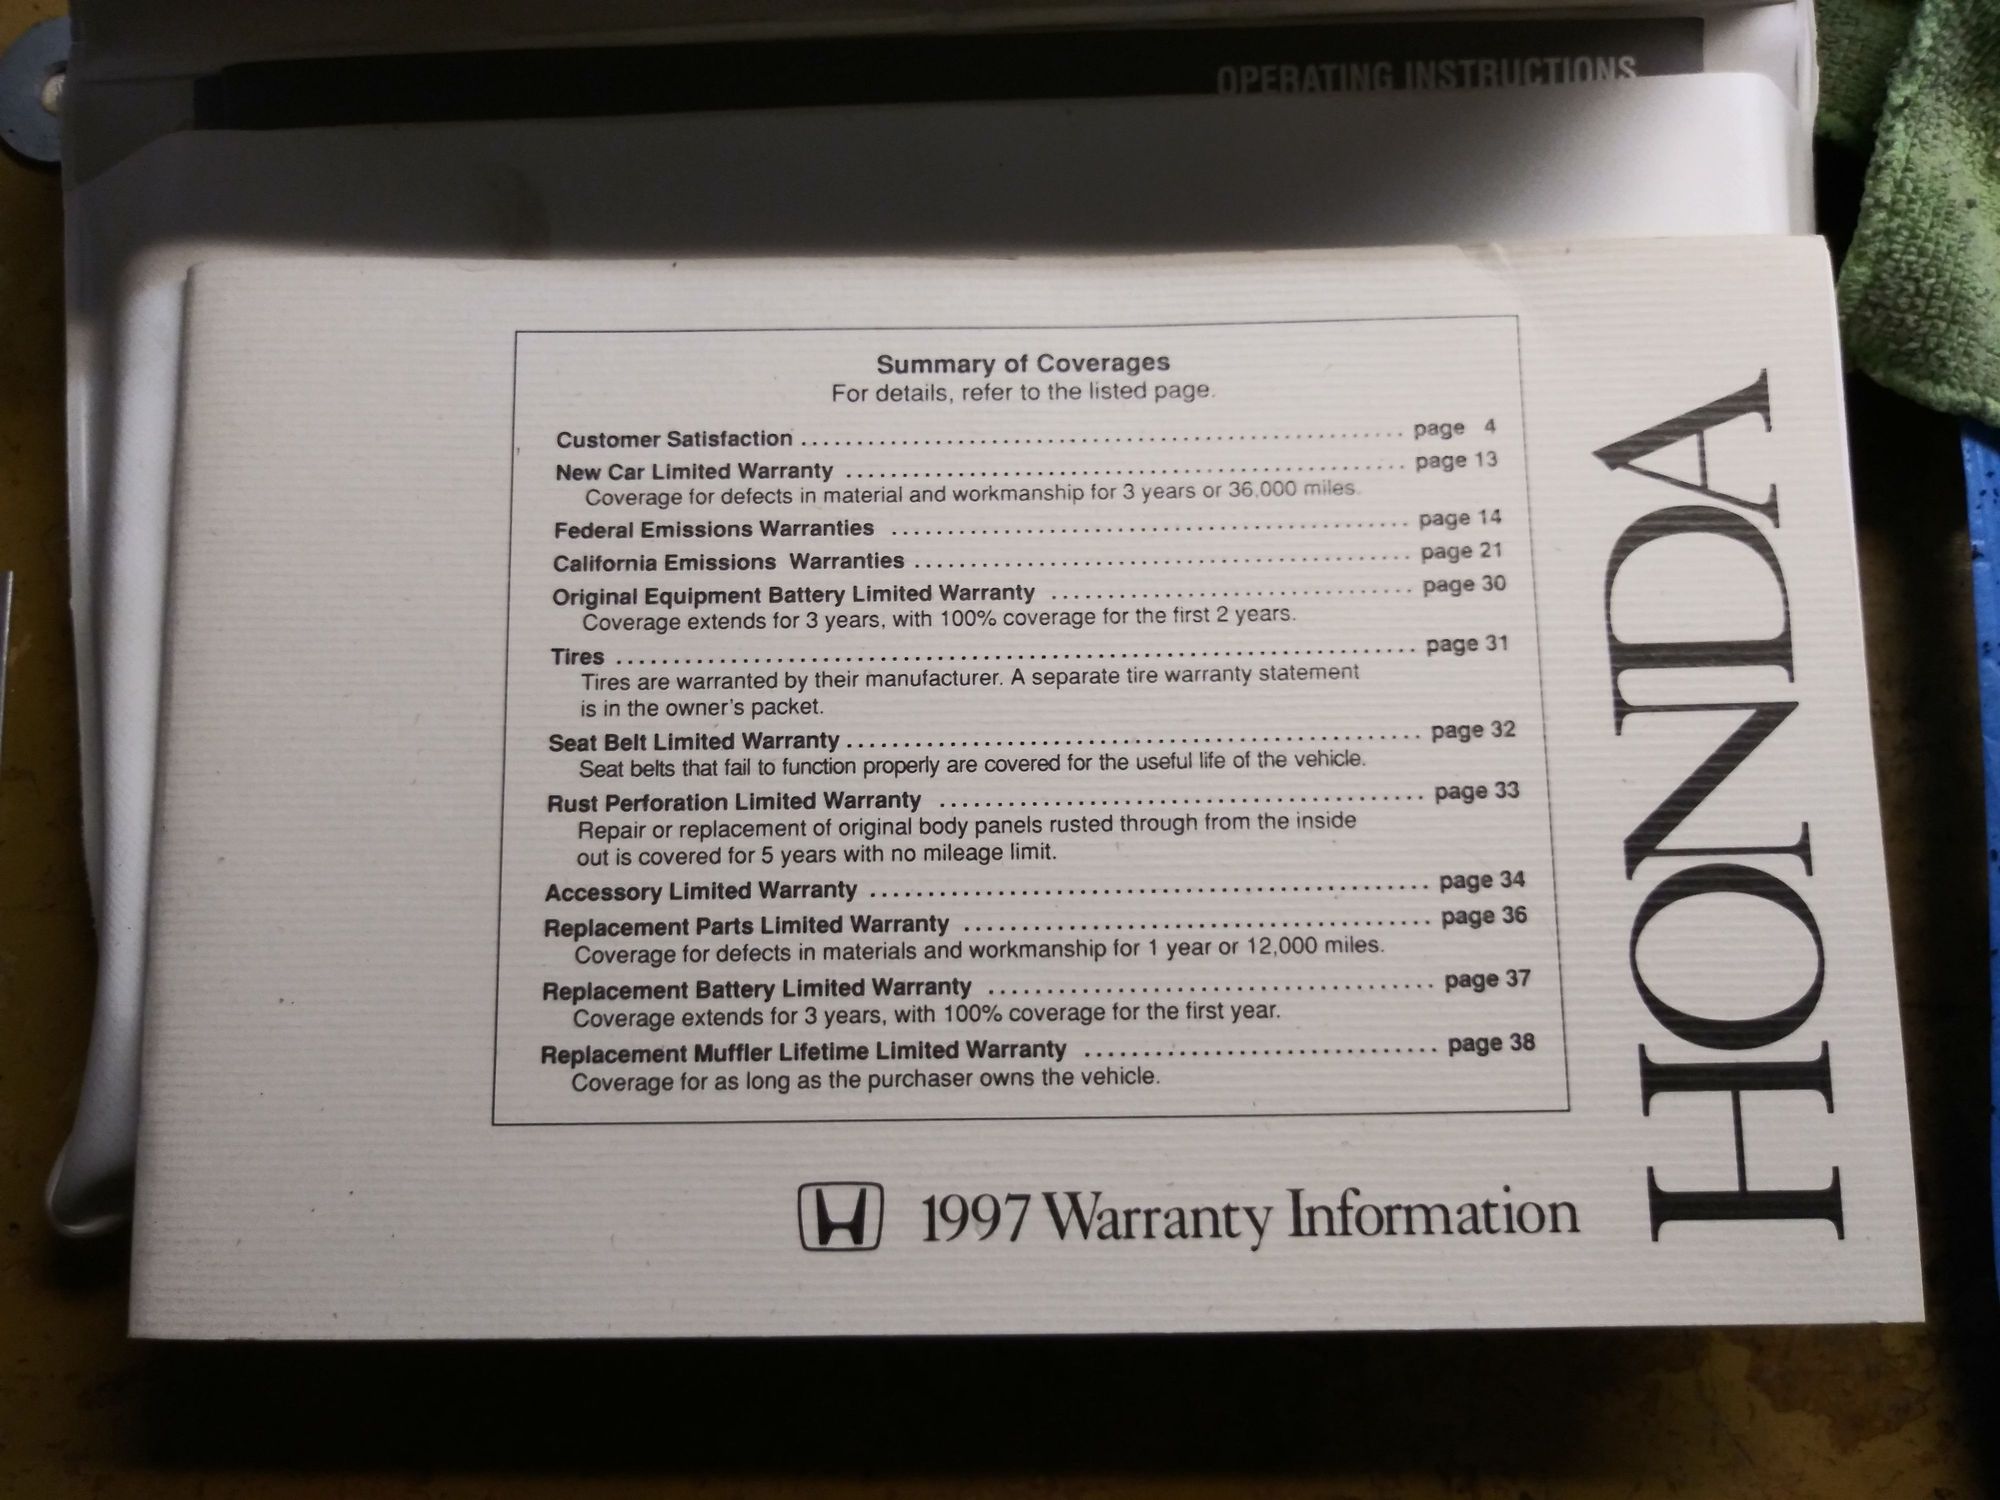 OPERATING INSTRUCTIONS
Summary of Coverages
For details, refer to the listed page.
Customer Satisfaction ........................................................ page 4
New Car Limited Warranty .................................................... page 13
Coverage for defects in material and workmanship for 3 years or 36,000 miles.
Federal Emissions Warranties ................................................ page 14
California Emissions Warranties ............................................. page 21
Original Equipment Battery Limited Warranty ................................. page 30
Coverage extends for 3 years, with 100% coverage for the first 2 years.
Tires ....................................................................... page 31
Tires are warranted by their manufacturer. A separate tire warranty statement
is in the owner's packet.
Seat Belt Limited Warranty .................................................. page 32
Seat belts that fail to function properly are covered for the useful life of the vehicle.
Rust Perforation Limited Warranty ........................................... page 33
Repair or replacement of original body panels rusted through from the inside
out is covered for 5 years with no mileage limit.
Accessory Limited Warranty .................................................. page 34
Replacement Parts Limited Warranty .......................................... page 36
Coverage for defects in materials and workmanship for 1 year or 12,000 miles.
Replacement Battery Limited Warranty ........................................ page 37
Coverage extends for 3 years, with 100% coverage for the first year.
Replacement Muffler Lifetime Limited Warranty ............................... page 38
Coverage for as long as the purchaser owns the vehicle.
1997 Warranty Information
HONDA